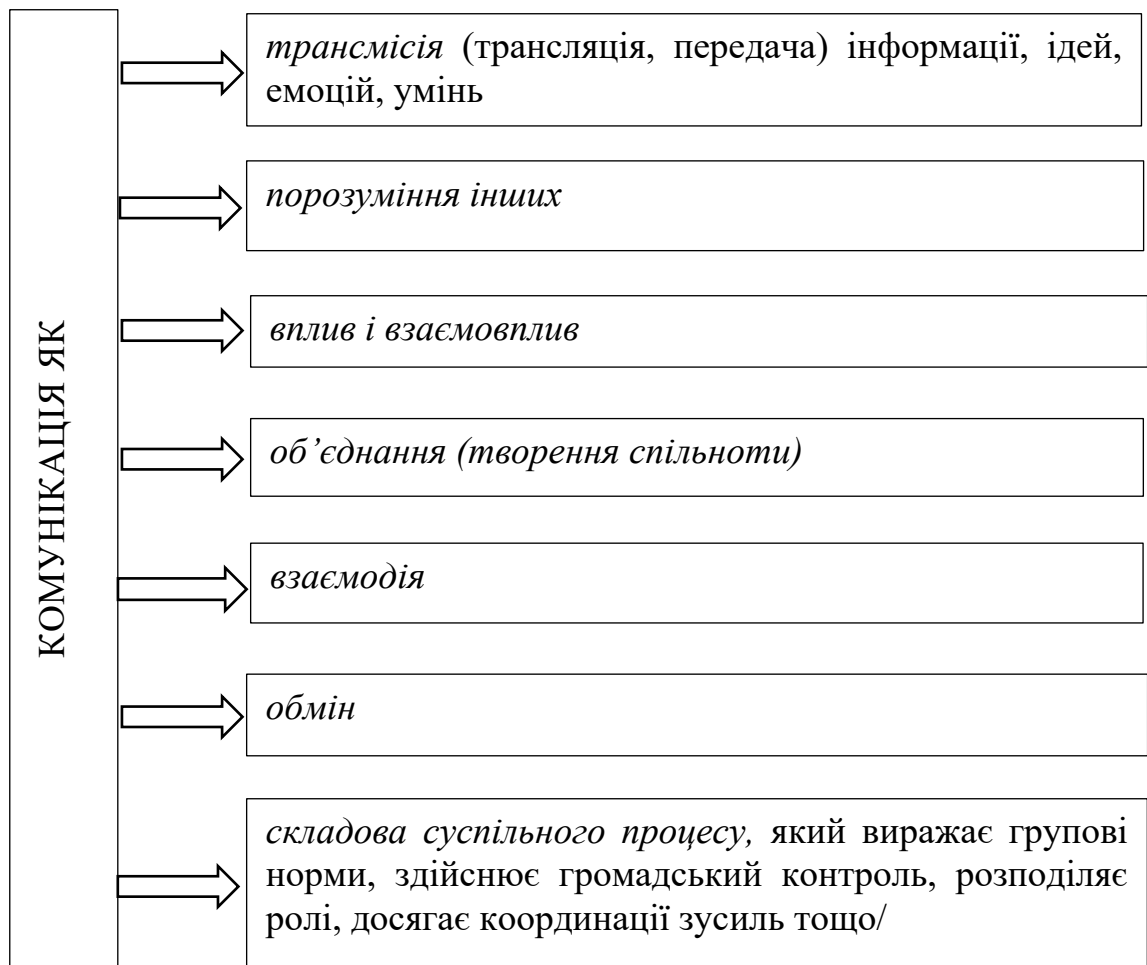 КОМУНІКАЦІЯ ЯК
трансмісія (трансляція, передача) інформації, ідей,
емоцій, умінь
порозуміння інших
вплив і взаємовплив
об’єднання (творення спільноти)
взаємодія
обмін
складова суспільного процесу, який виражає групові
норми, здійснює громадський контроль, розподіляє
ролі, досягає координації зусиль тощо/